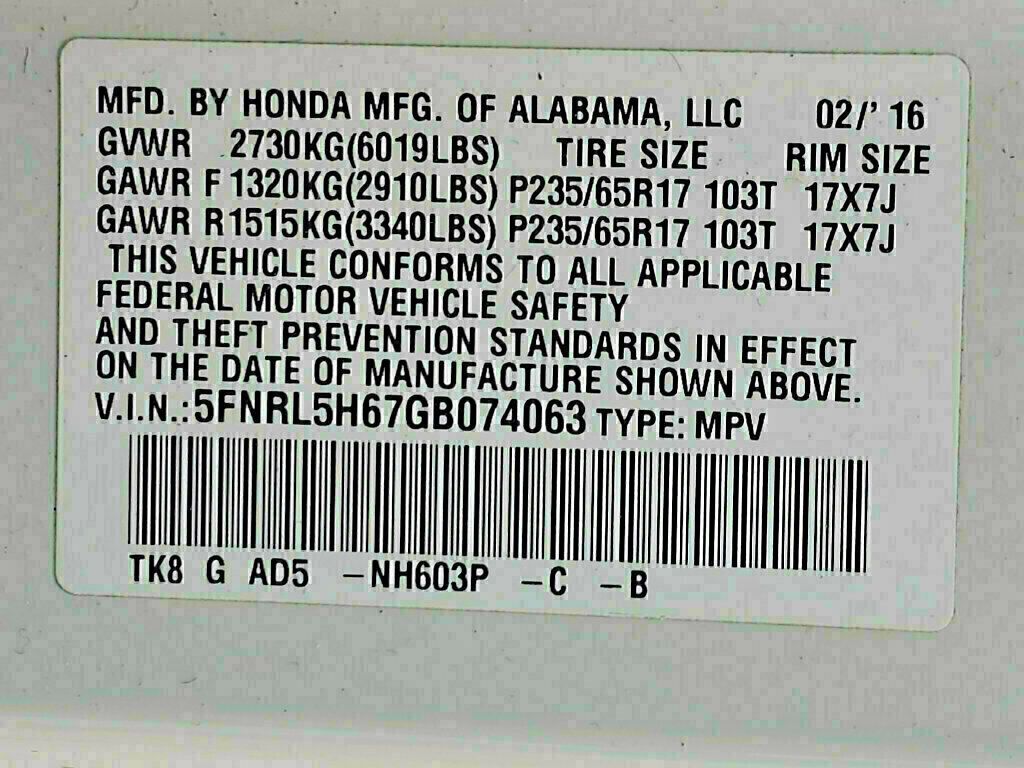 MFD. BY HONDA MFG. OF ALABAMA, LLC 02/' 16
GVWR 2730KG(6019LBS) TIRE SIZE RIM SIZE
GAWR F 1320KG(2910LBS) P235/65R17 103T 17X7J
GAWR R1515KG(3340LBS) P235/65R17 103T 17X7J
THIS VEHICLE CONFORMS TO ALL APPLICABLE
FEDERAL MOTOR VEHICLE SAFETY
AND THEFT PREVENTION STANDARDS IN EFFECT
ON THE DATE OF MANUFACTURE SHOWN ABOVE.
V.I.N.:5FNRL5H67GB074063 TYPE: MPV
TK8 G AD5 -NH603P -C -B